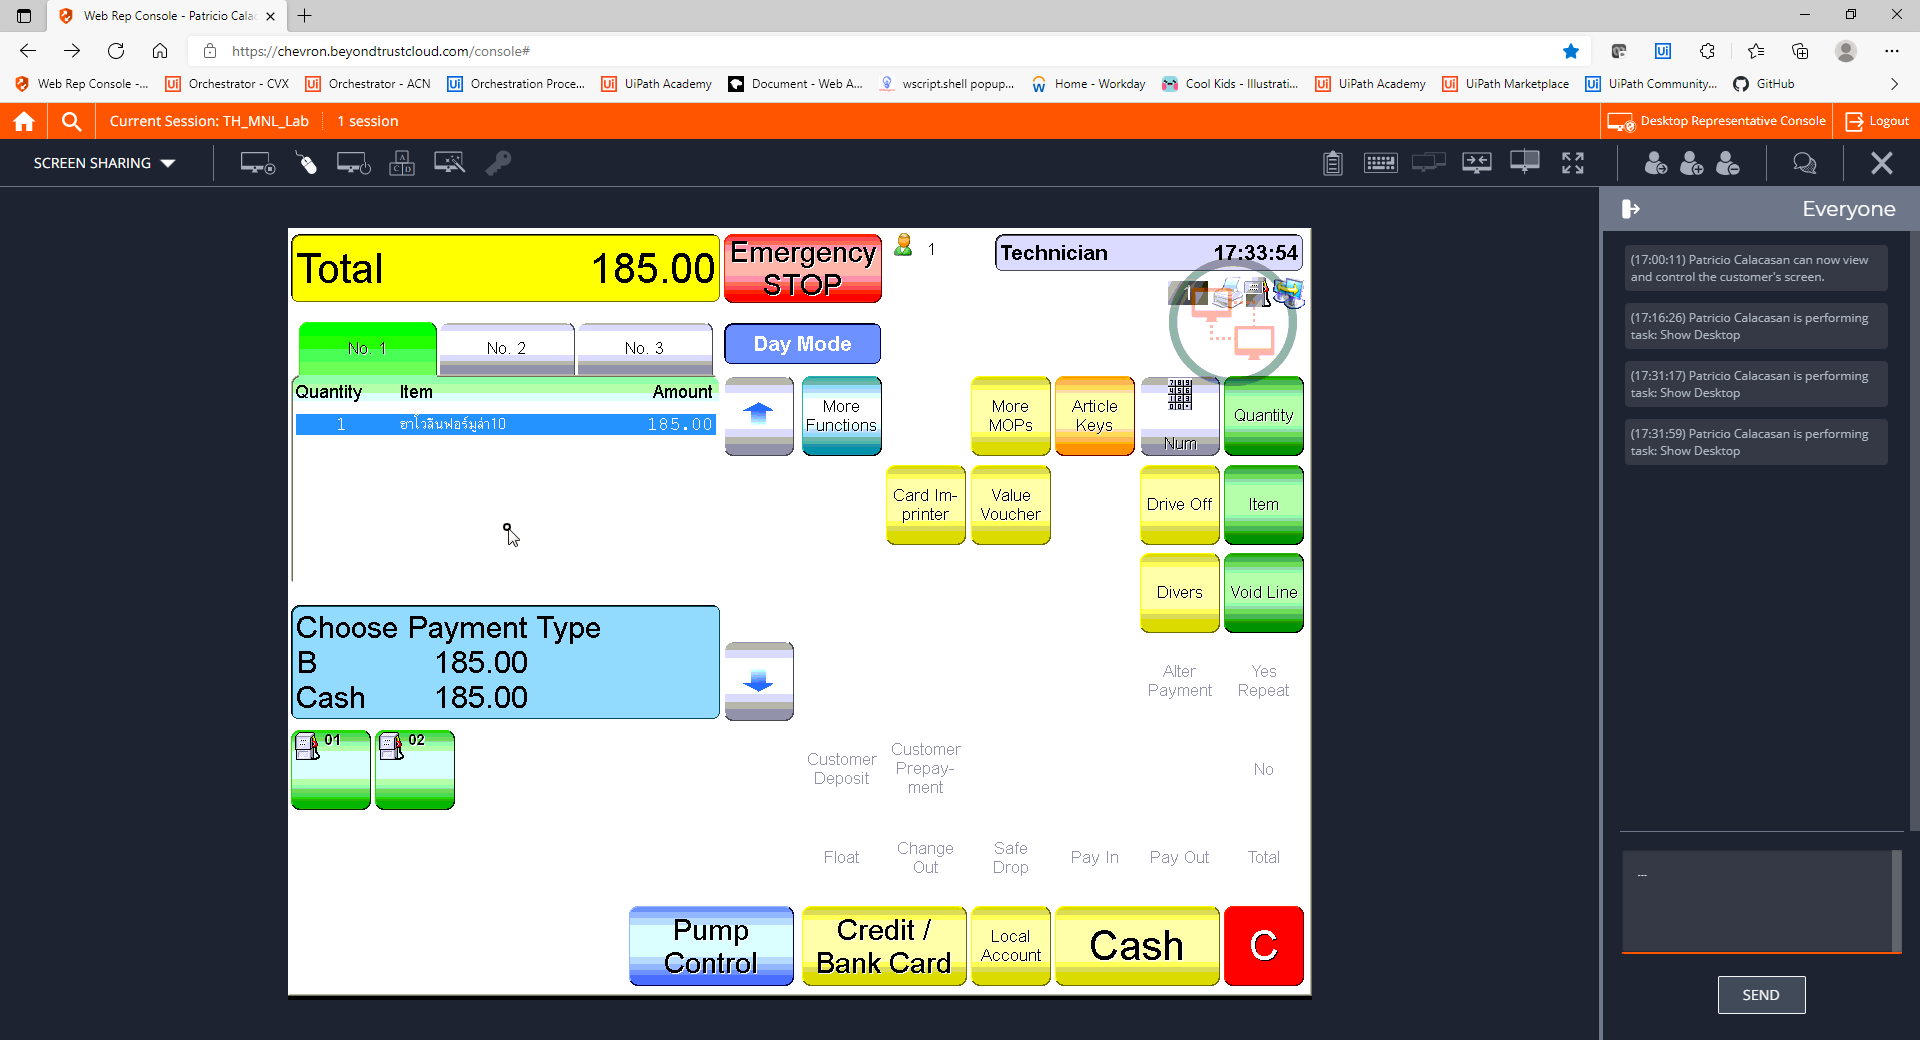 Web Rep Console - Patricio Cala
https://chevron.beyondtrustcloud.com/console#
Web Rep Console -...
Orchestrator - CVX
Orchestrator - ACN
Orchestration Proce...
UiPath Academy
Document - Web A...
wscript.shell popup...
Home - Workday
Cool Kids - Illustrati...
UiPath Academy
UiPath Marketplace
UiPath Community...
GitHub
Current Session: TH_MNL_Lab
1 session
Desktop Representative Console
Logout
SCREEN SHARING
Everyone
(17:00:11) Patricio Calacasan can now view
and control the customer's screen.
(17:16:26) Patricio Calacasan is performing
task: Show Desktop
(17:31:17) Patricio Calacasan is performing
task: Show Desktop
(17:31:59) Patricio Calacasan is performing
task: Show Desktop
SEND
Total 185.00
Emergency
STOP
1
Technician 17:33:54
1
No. 1
No. 2
No. 3
Day Mode
Quantity Item Amount
1 ฮาโวลีนฟอร์มูล่า10 185.00
More
Functions
More
MOPs
Article
Keys
Num
Quantity
Card Im-
printer
Value
Voucher
Drive Off
Item
Divers
Void Line
Choose Payment Type
B 185.00
Cash 185.00
Alter
Payment
Yes
Repeat
01
02
Customer
Deposit
Customer
Prepay-
ment
No
Float
Change
Out
Safe
Drop
Pay In
Pay Out
Total
Pump
Control
Credit /
Bank Card
Local
Account
Cash
C